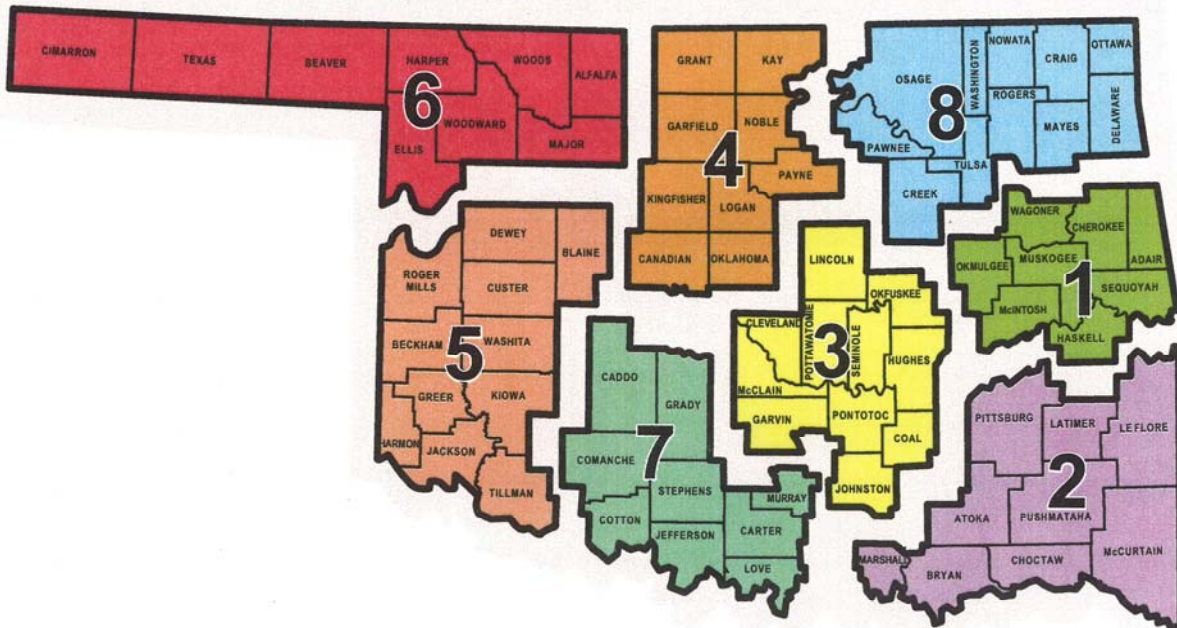 CIMARRON
TEXAS
BEAVER
HARPER
WOODS
ALFALFA
6
WOODWARD
ELLIS
MAJOR
GRANT
KAY
GARFIELD
NOBLE
4
PAYNE
KINGFISHER
LOGAN
CANADIAN
OKLAHOMA
OSAGE
WASHINGTON
NOWATA
CRAIG
OTTAWA
ROGERS
8
MAYES
DELAWARE
PAWNEE
TULSA
CREEK
WAGONER
CHEROKEE
OKMULGEE
MUSKOGEE
ADAIR
1
SEQUOYAH
McINTOSH
HASKELL
DEWEY
BLAINE
ROGER
MILLS
CUSTER
BECKHAM
5
WASHITA
GREER
KIOWA
HARMON
JACKSON
TILLMAN
LINCOLN
OKFUSKEE
CLEVELAND
POTTAWATOMIE
3
SEMINOLE
HUGHES
McCLAIN
GARVIN
PONTOTOC
COAL
JOHNSTON
CADDO
GRADY
7
COMANCHE
STEPHENS
MURRAY
COTTON
JEFFERSON
CARTER
LOVE
PITTSBURG
LATIMER
LEFLORE
2
ATOKA
PUSHMATAHA
McCURTAIN
MARSHALL
BRYAN
CHOCTAW